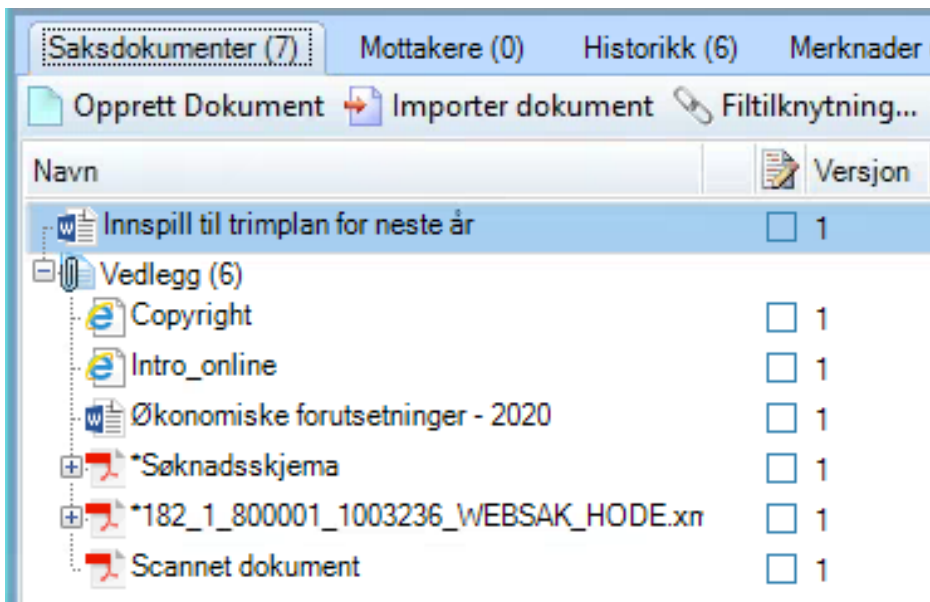 Saksdokumenter (7) Mottakere (0) Historikk (6) Merknader
Opprett Dokument Importer dokument Filtilknytning...
Navn Versjon
Innspill til trimplan for neste år 1
Vedlegg (6)
Copyright 1
Intro_online 1
Økonomiske forutsetninger - 2020 1
*Søknadsskjema 1
*182_1_800001_1003236_WEBSAK_HODE.xm 1
Scannet dokument 1